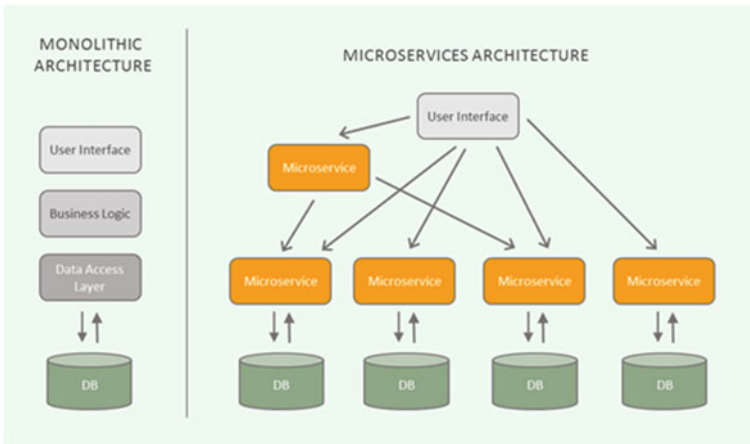 MONOLITHIC
ARCHITECTURE
User Interface
Business Logic
Data Access
Layer
DB
MICROSERVICES ARCHITECTURE
User Interface
Microservice
Microservice
Microservice
Microservice
Microservice
DB
DB
DB
DB